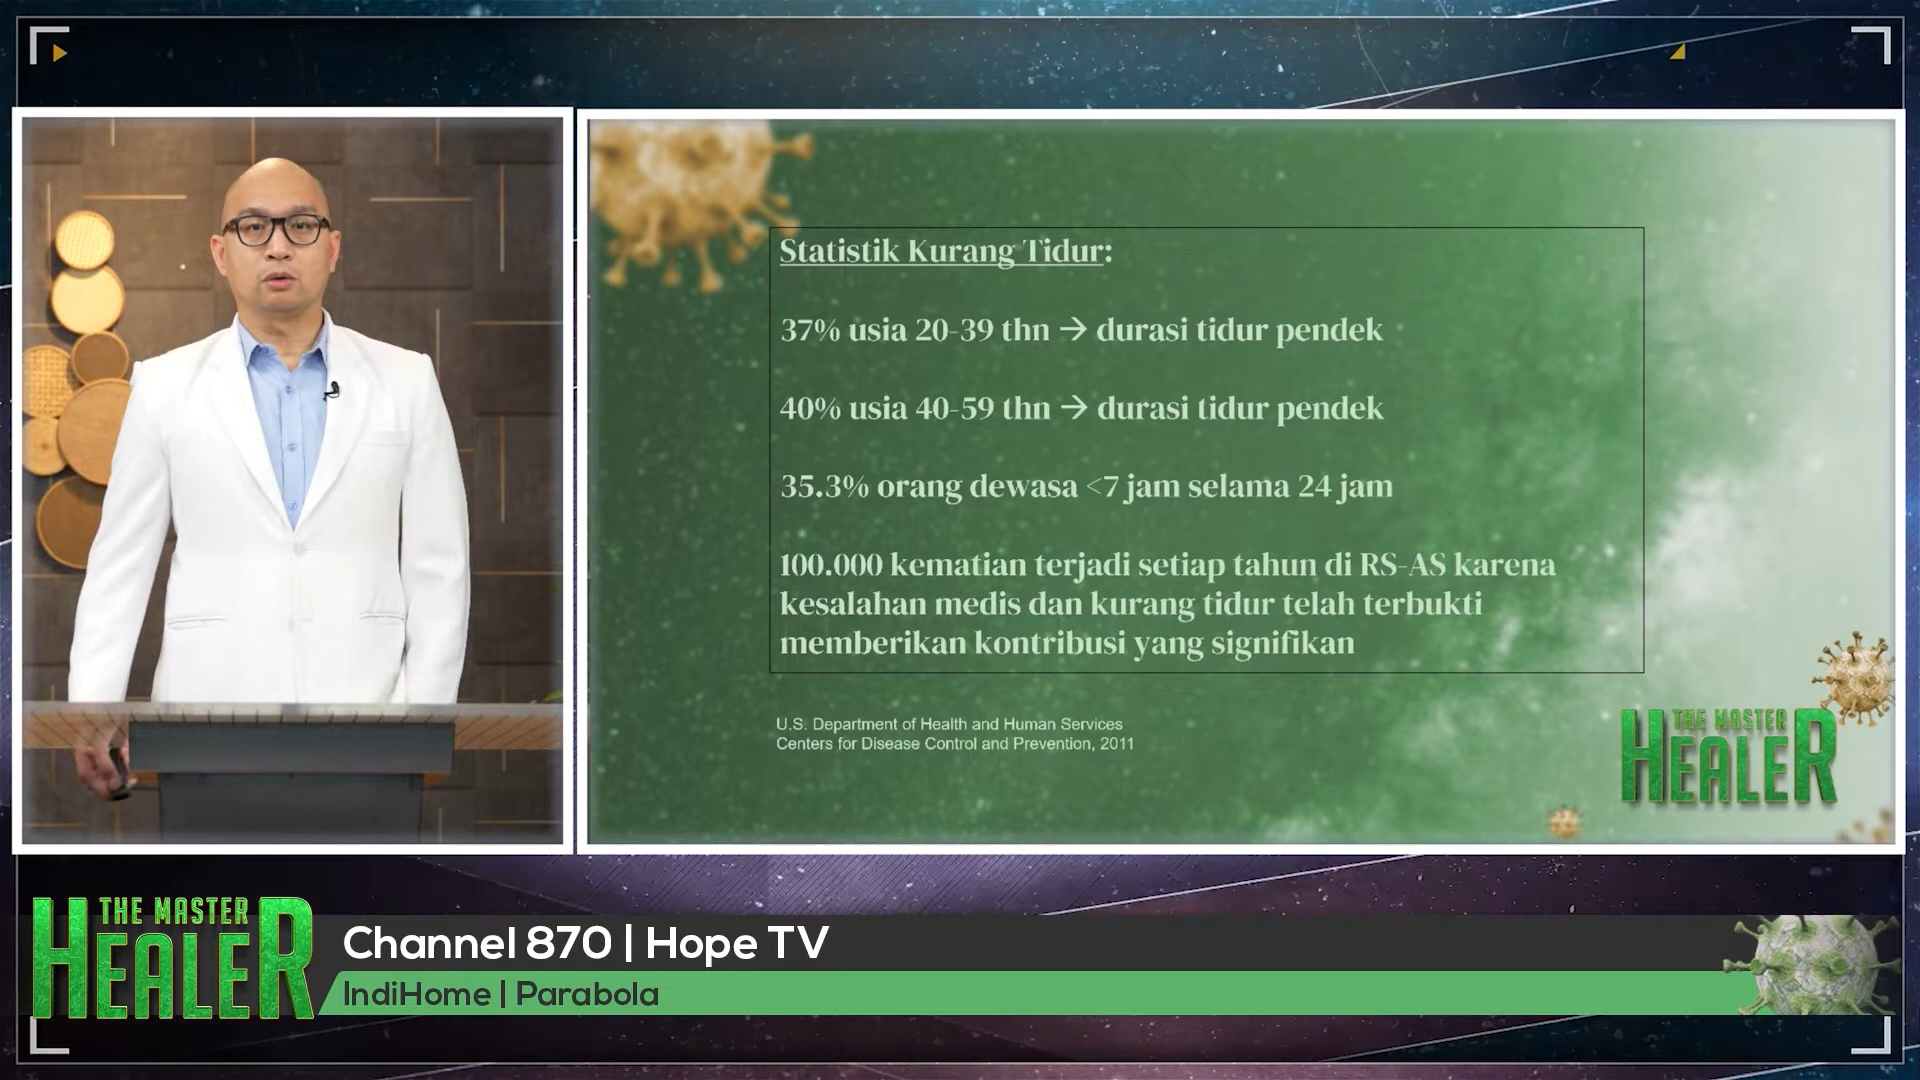 Statistik Kurang Tidur:
37% usia 20-39 thn → durasi tidur pendek
40% usia 40-59 thn → durasi tidur pendek
35.3% orang dewasa <7 jam selama 24 jam
100.000 kematian terjadi setiap tahun di RS-AS karena
kesalahan medis dan kurang tidur telah terbukti
memberikan kontribusi yang signifikan
U.S. Department of Health and Human Services
Centers for Disease Control and Prevention, 2011
THE MASTER
HEALER
THE MASTER
HEALER
Channel 870 | Hope TV
IndiHome | Parabola